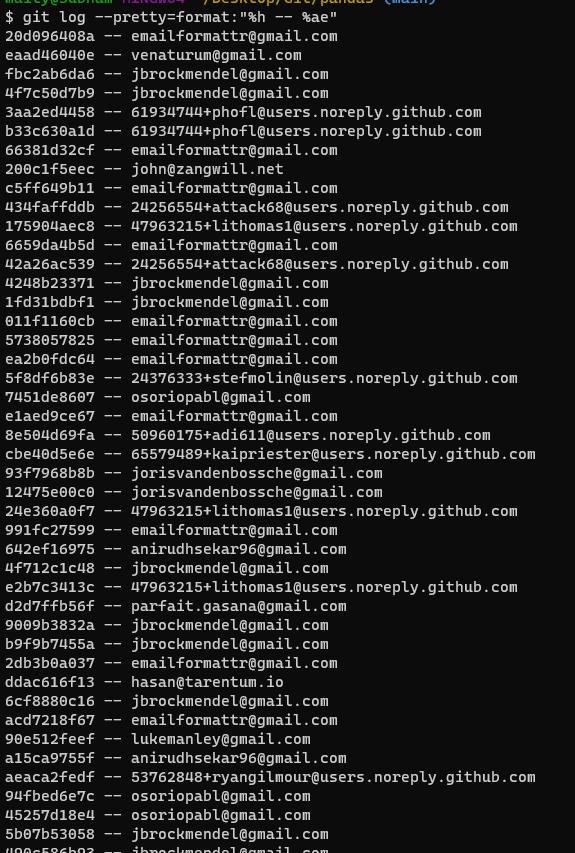 $ git log --pretty=format:"%h -- %ae"
20d096408a -- emailformattr@gmail.com
eaad46040e -- venaturum@gmail.com
fbc2ab6da6 -- jbrockmendel@gmail.com
4f7c50d7b9 -- jbrockmendel@gmail.com
3aa2ed4458 -- 61934744+phofl@users.noreply.github.com
b33c630a1d -- 61934744+phofl@users.noreply.github.com
66381d32cf -- emailformattr@gmail.com
200c1f5eec -- john@zangwill.net
c5ff649b11 -- emailformattr@gmail.com
434faffddb -- 24256554+attack68@users.noreply.github.com
175904aec8 -- 47963215+lithomas1@users.noreply.github.com
6659da4b5d -- emailformattr@gmail.com
42a26ac539 -- 24256554+attack68@users.noreply.github.com
4248b23371 -- jbrockmendel@gmail.com
1fd31bdbf1 -- jbrockmendel@gmail.com
011f1160cb -- emailformattr@gmail.com
5738057825 -- emailformattr@gmail.com
ea2b0fdc64 -- emailformattr@gmail.com
5f8df6b83e -- 24376333+stefmolin@users.noreply.github.com
7451de8607 -- osoriopabl@gmail.com
e1aed9ce67 -- emailformattr@gmail.com
8e504d69fa -- 50960175+adi611@users.noreply.github.com
cbe40d5e6e -- 65579489+kaipriester@users.noreply.github.com
93f7968b8b -- jorisvandenbossche@gmail.com
12475e00c0 -- jorisvandenbossche@gmail.com
24e360a0f7 -- 47963215+lithomas1@users.noreply.github.com
991fc27599 -- emailformattr@gmail.com
642ef16975 -- anirudhsekar96@gmail.com
4f712c1c48 -- jbrockmendel@gmail.com
e2b7c3413c -- 47963215+lithomas1@users.noreply.github.com
d2d7ffb56f -- parfait.gasana@gmail.com
9009b3832a -- jbrockmendel@gmail.com
b9f9b7455a -- jbrockmendel@gmail.com
2db3b0a037 -- emailformattr@gmail.com
ddac616f13 -- hasan@tarentum.io
6cf8880c16 -- jbrockmendel@gmail.com
acd7218f67 -- emailformattr@gmail.com
90e512feef -- lukemanley@gmail.com
a15ca9755f -- anirudhsekar96@gmail.com
aeaca2fedf -- 53762848+ryangilmour@users.noreply.github.com
94fbed6e7c -- osoriopabl@gmail.com
45257d18e4 -- osoriopabl@gmail.com
5b07b53058 -- jbrockmendel@gmail.com